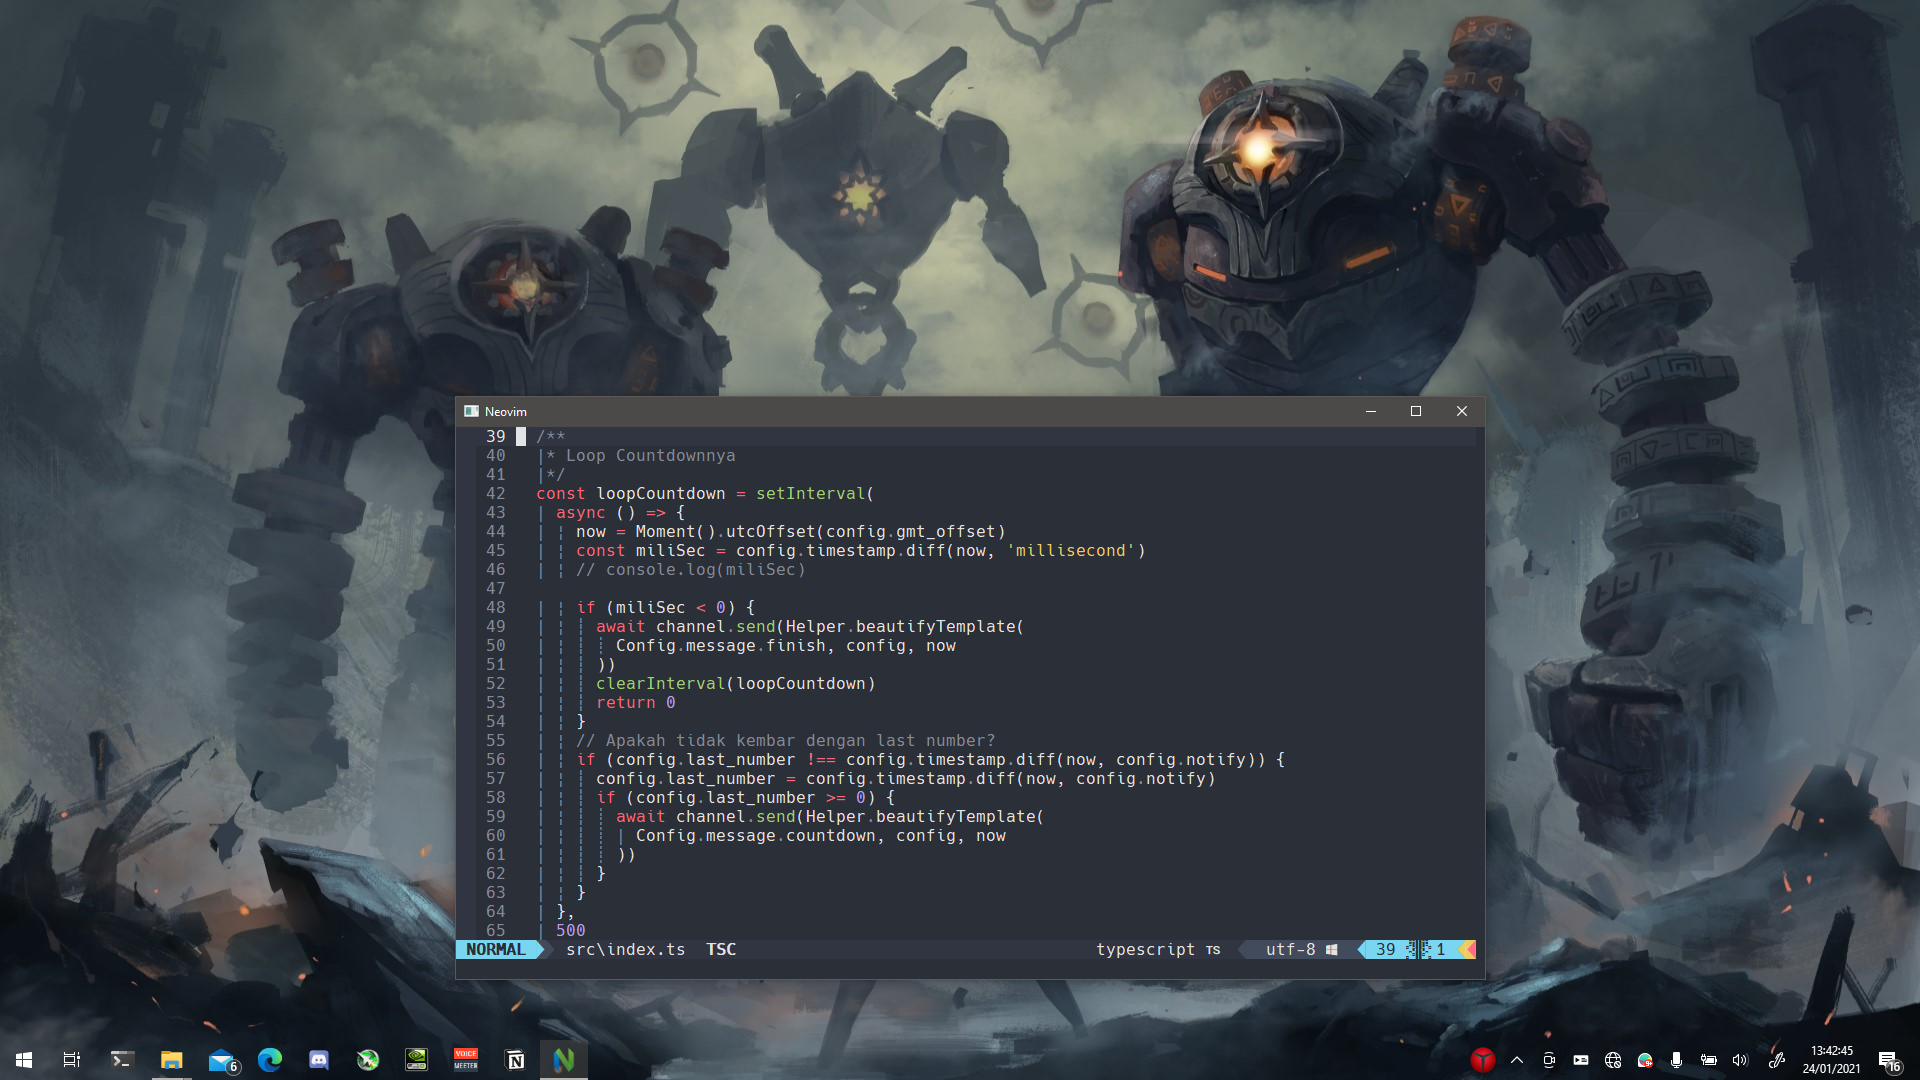 Neovim
39 /**
40 * Loop Countdownnya
41 */
42 const loopCountdown = setInterval(
43 async () => {
44 now = Moment().utcOffset(config.gmt_offset)
45 const miliSec = config.timestamp.diff(now, 'millisecond')
46 // console.log(miliSec)
47
48 if (miliSec < 0) {
49 await channel.send(Helper.beautifyTemplate(
50 Config.message.finish, config, now
51 ))
52 clearInterval(loopCountdown)
53 return 0
54 }
55 // Apakah tidak kembar dengan last number?
56 if (config.last_number !== config.timestamp.diff(now, config.notify)) {
57 config.last_number = config.timestamp.diff(now, config.notify)
58 if (config.last_number >= 0) {
59 await channel.send(Helper.beautifyTemplate(
60 Config.message.countdown, config, now
61 ))
62 }
63 }
64 },
65 500
NORMAL src\index.ts TSC typescript TS utf-8 39 1
6
VOICE
MEETER
N
13:42:45
24/01/2021
16